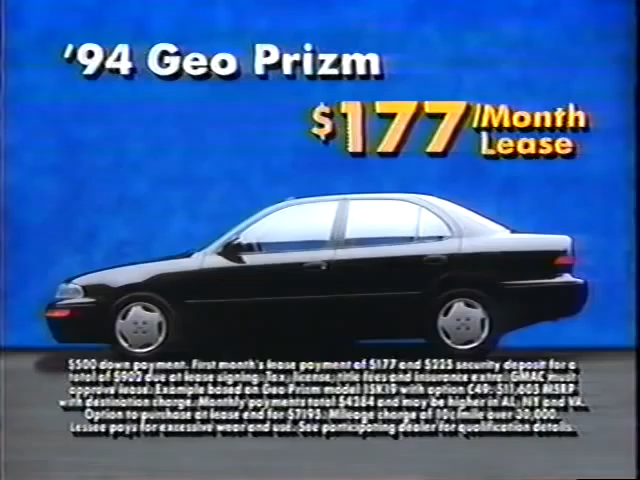 '94 Geo Prizm
$177/Month
Lease
$500 down payment. First month's lease payment of $177 and $225 security deposit for a
total of $902 due at lease signing. Tax, license, title fees and insurance extra. GMAC must
approve lease. Example based on Geo Prizm model 1SK19 with option C49: $11,603 MSRP
with destination charge. Monthly payments total $4284 and may be higher in AL, NY and VA.
Option to purchase at lease end for $7193. Mileage charge of 10¢/mile over 30,000.
Lessee pays for excessive wear and use. See participating dealer for qualification details.